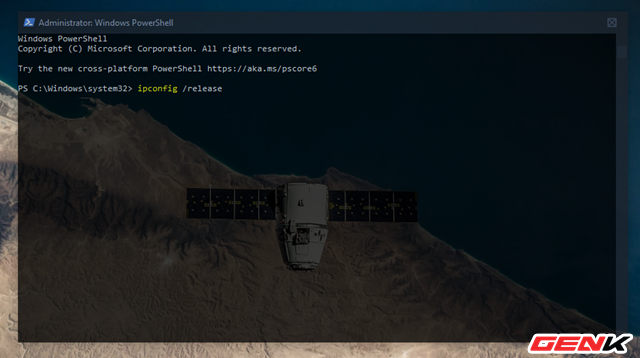 Administrator: Windows PowerShell
Windows PowerShell
Copyright (C) Microsoft Corporation. All rights reserved.
Try the new cross-platform PowerShell https://aka.ms/pscore6
PS C:\Windows\system32> ipconfig /release
GENK